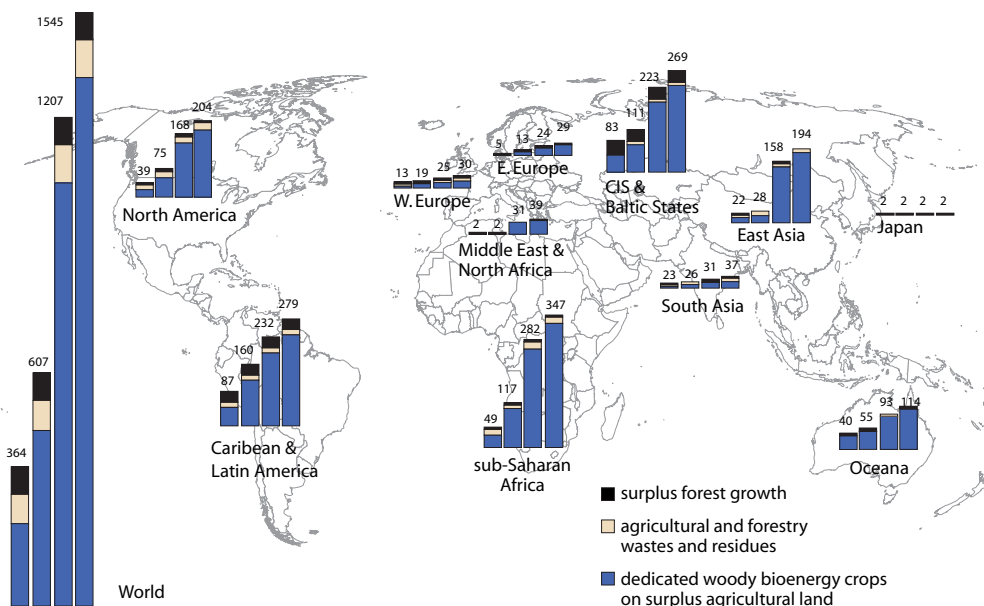 1545
1207
607
364
World
39
75
168
204
North America
87
160
232
279
Caribean &
Latin America
13 19 25 30
W. Europe
5 13 24 29
E. Europe
83
111
223
269
CIS &
Baltic States
2 2 31 39
Middle East &
North Africa
49
117
282
347
sub-Saharan
Africa
22 28
158
194
East Asia
2 2 2 2
Japan
23 26 31 37
South Asia
40 55 93 114
Oceana
surplus forest growth
agricultural and forestry
wastes and residues
dedicated woody bioenergy crops
on surplus agricultural land